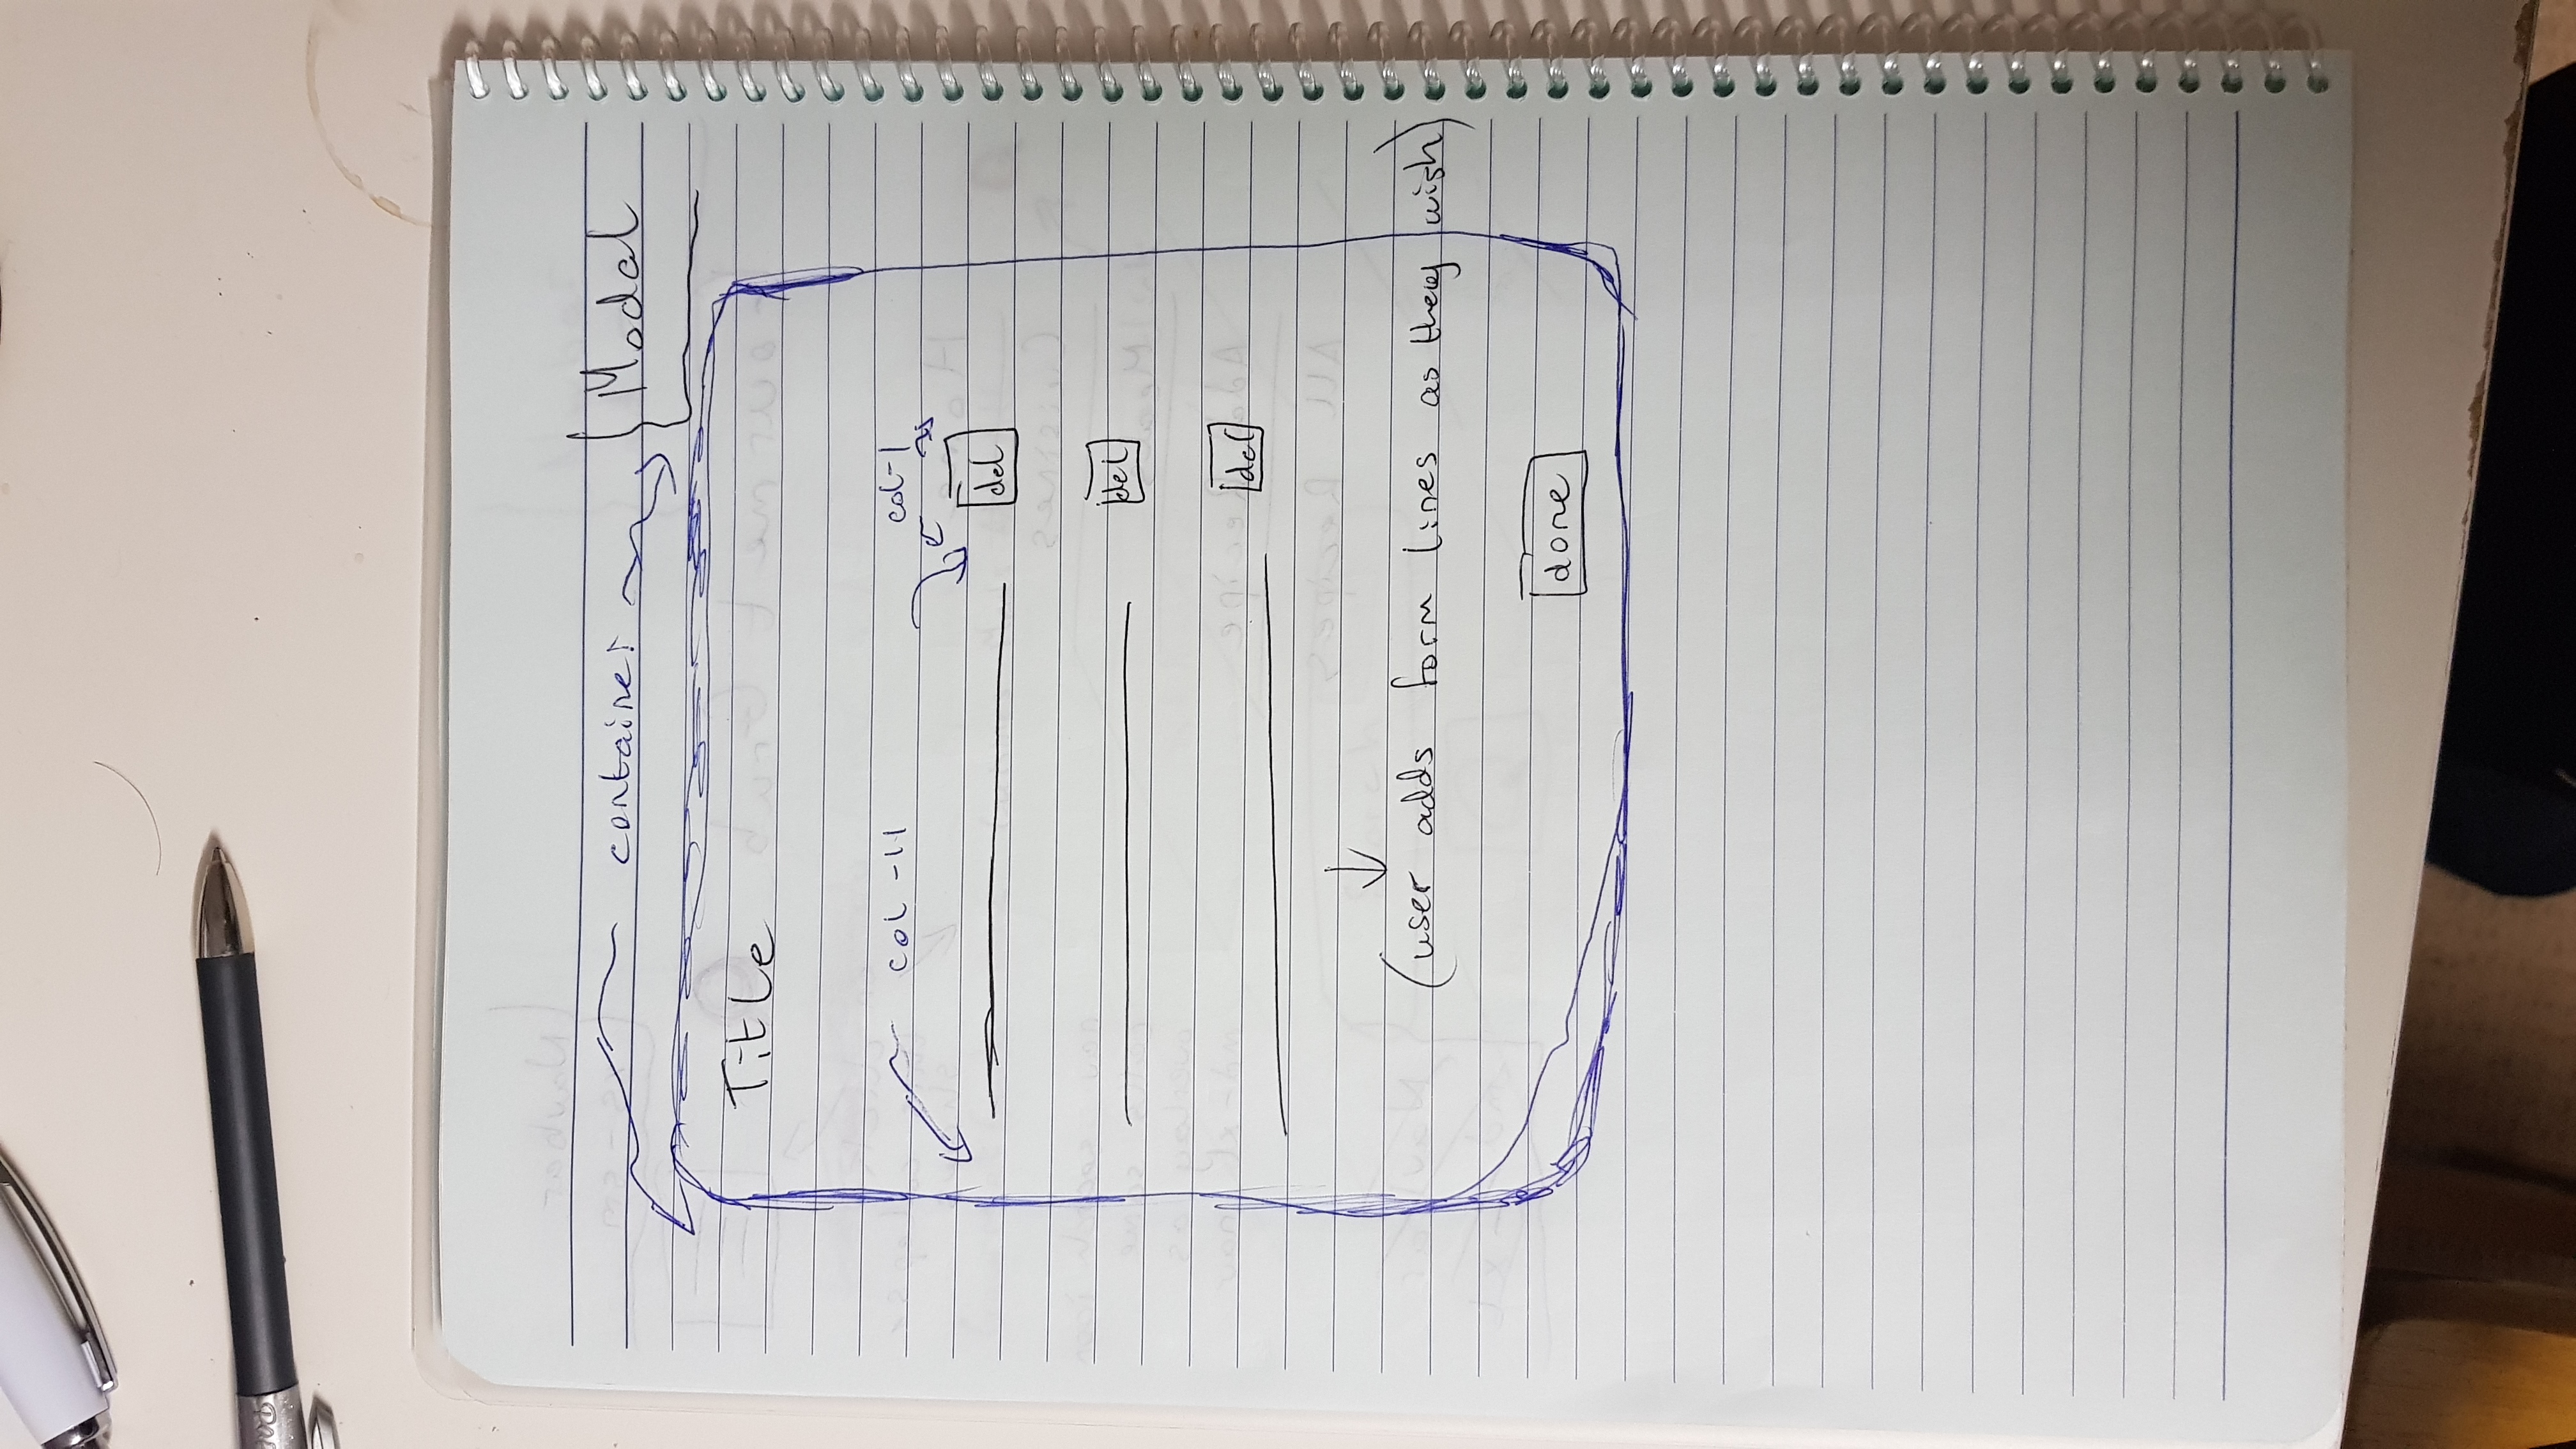 container
Modal
Title
col-11
col-1
del
del
del
(user adds form lines as they wish)
done